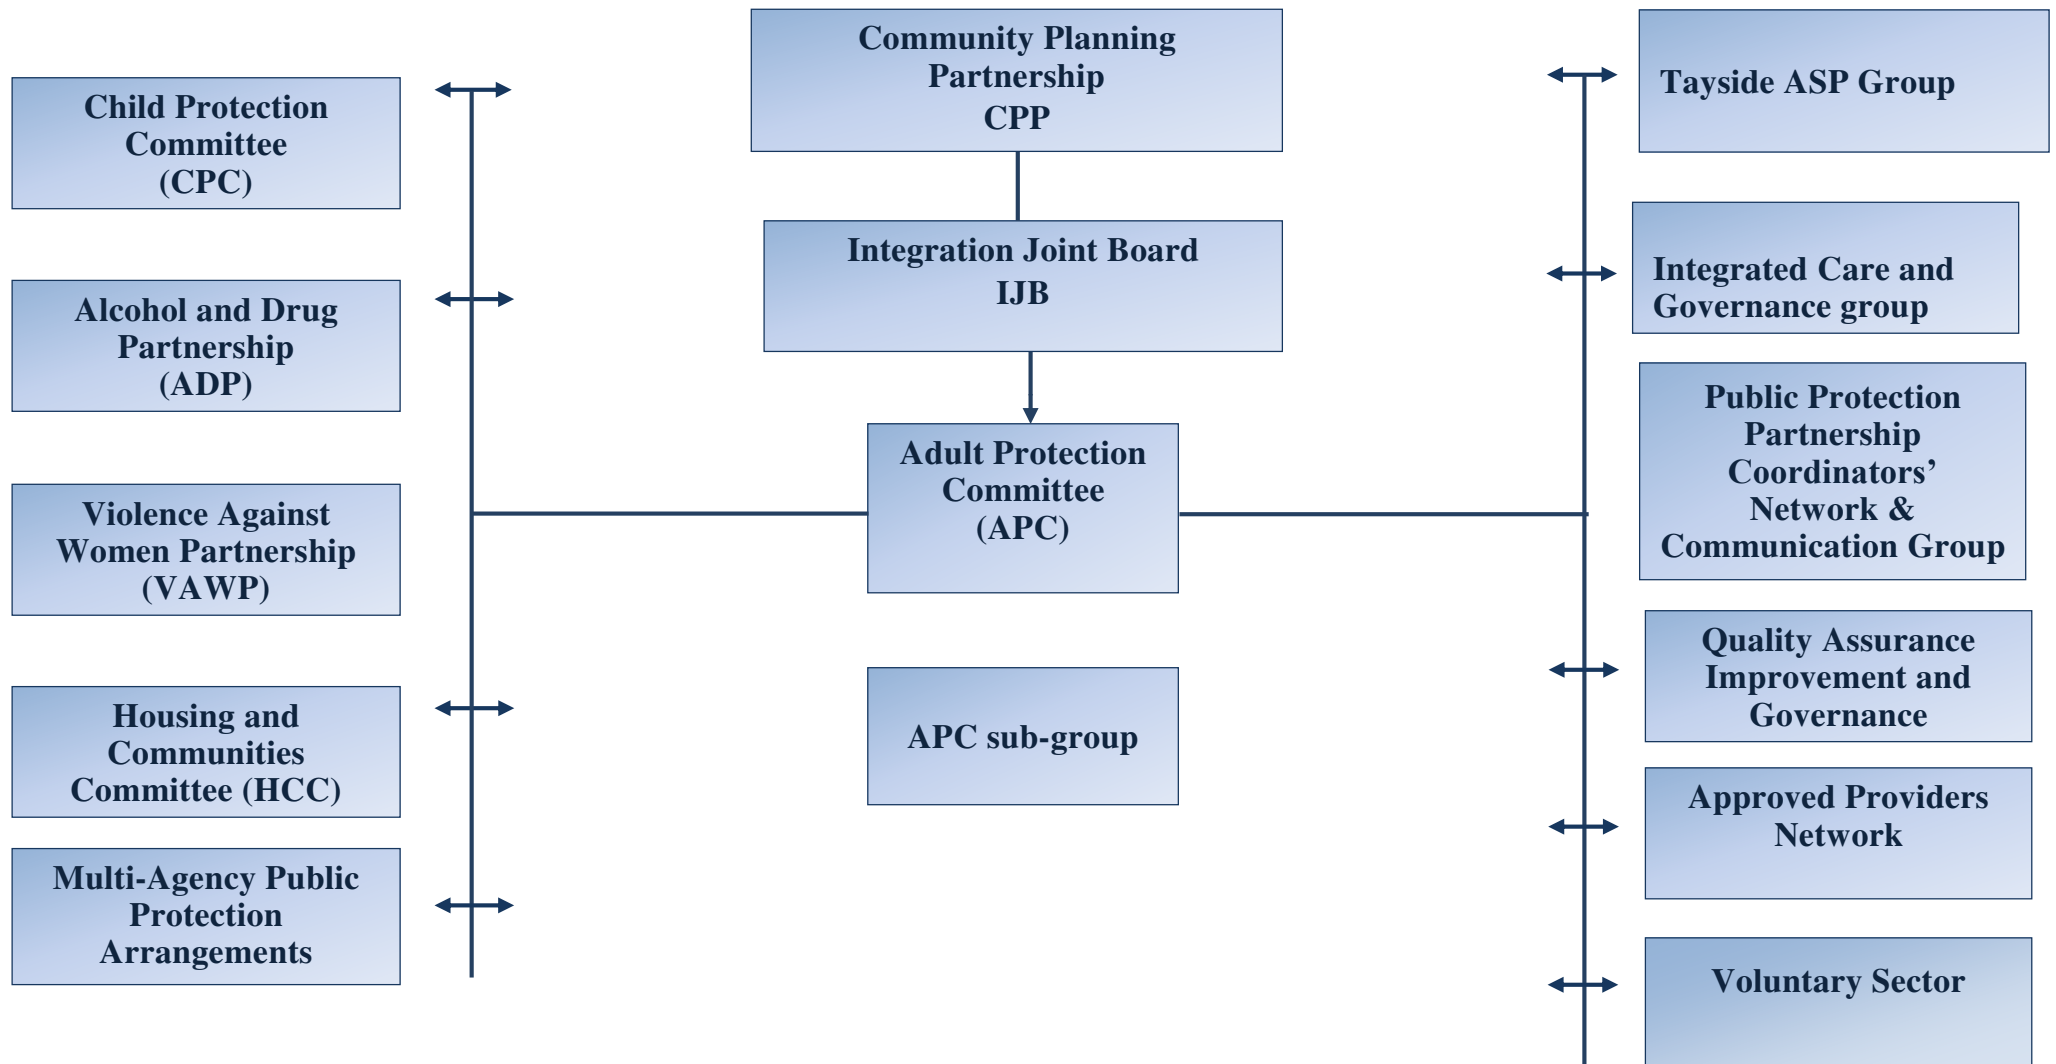 Community Planning
Partnership
CPP
Integration Joint Board
IJB
Adult Protection
Committee
(APC)
APC sub-group
Child Protection
Committee
(CPC)
Alcohol and Drug
Partnership
(ADP)
Violence Against
Women Partnership
(VAWP)
Housing and
Communities
Committee (HCC)
Multi-Agency Public
Protection
Arrangements
Tayside ASP Group
Integrated Care and
Governance group
Public Protection
Partnership
Coordinators’
Network &
Communication Group
Quality Assurance
Improvement and
Governance
Approved Providers
Network
Voluntary Sector